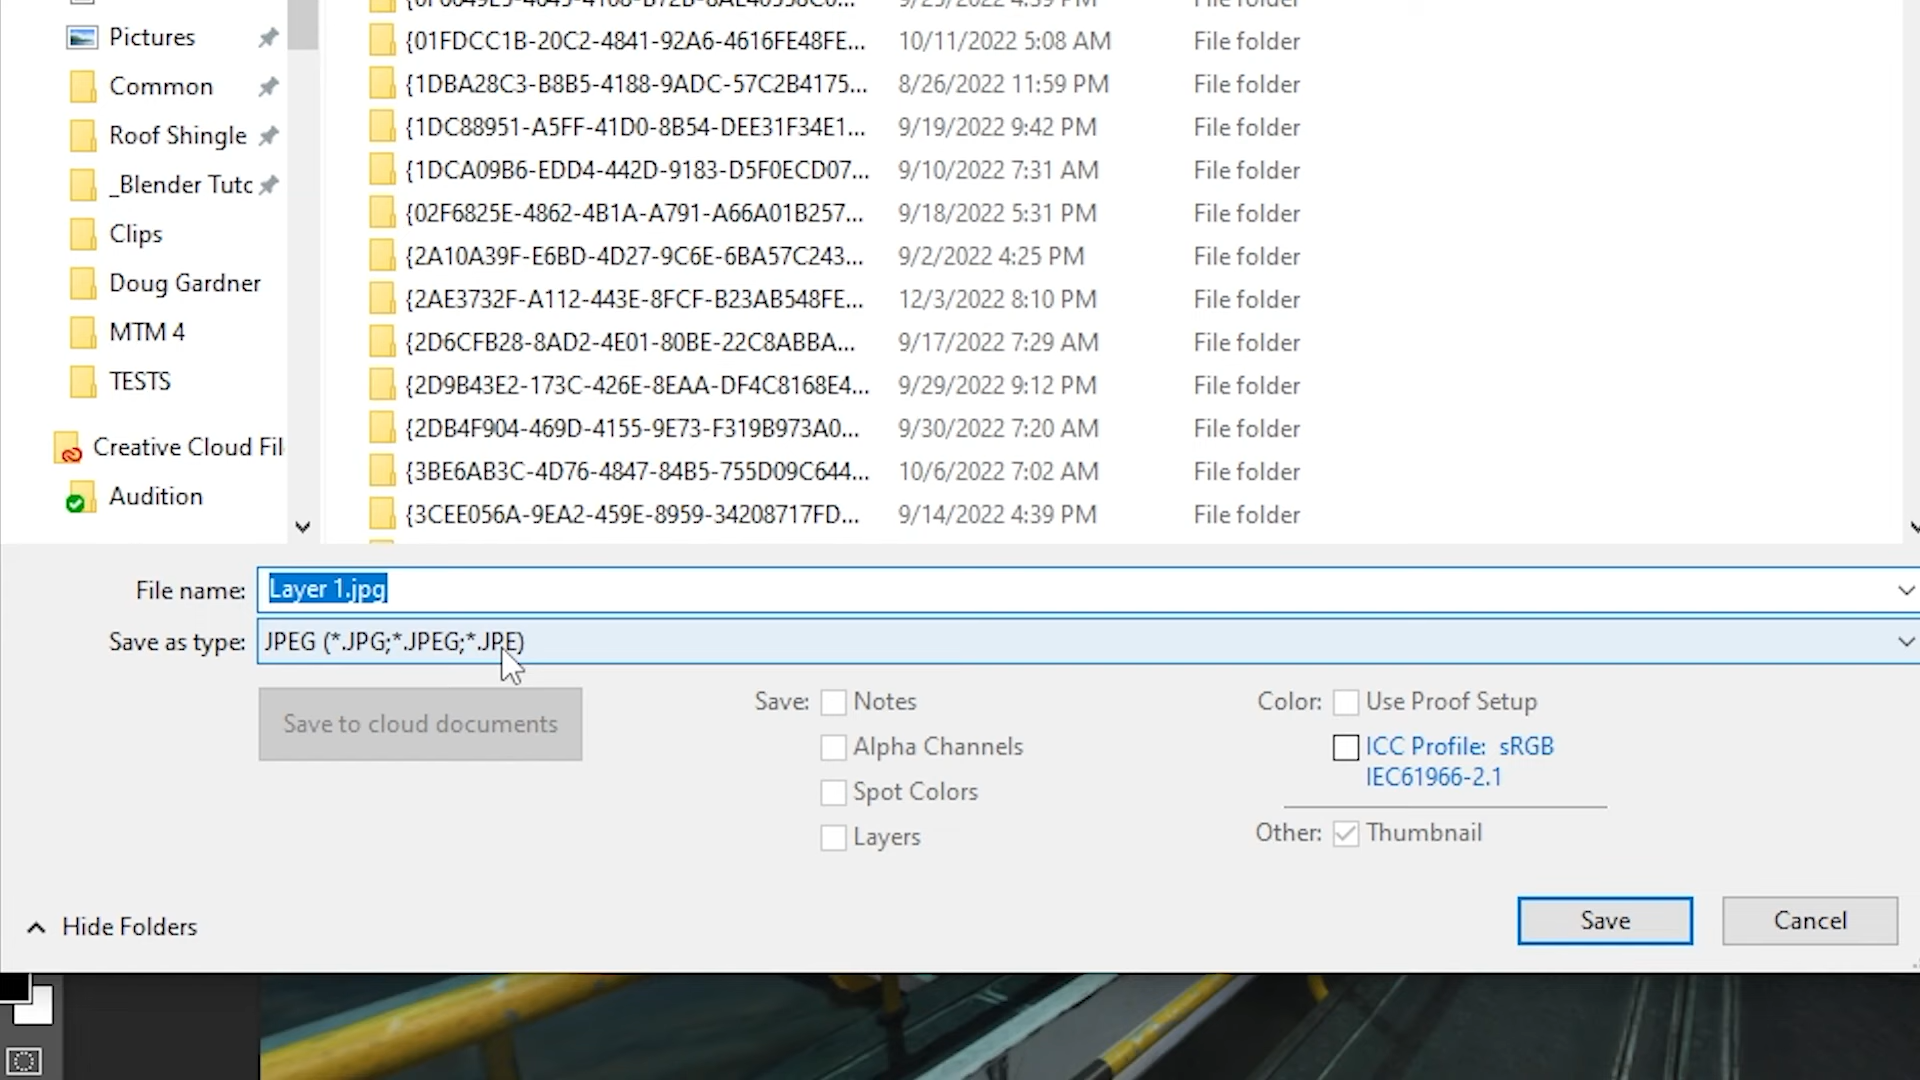 Pictures
Common
Roof Shingle
_Blender Tuto
Clips
Doug Gardner
MTM 4
TESTS
Creative Cloud Fil
Audition
{01FDCC1B-20C2-4841-92A6-4616FE48FE... 10/11/2022 5:08 AM File folder
{1DBA28C3-B8B5-4188-9ADC-57C2B4175... 8/26/2022 11:59 PM File folder
{1DC88951-A5FF-41D0-8B54-DEE31F34E1... 9/19/2022 9:42 PM File folder
{1DCA09B6-EDD4-442D-9183-D5F0ECD07... 9/10/2022 7:31 AM File folder
{02F6825E-4862-4B1A-A791-A66A01B257... 9/18/2022 5:31 PM File folder
{2A10A39F-E6BD-4D27-9C6E-6BA57C243... 9/2/2022 4:25 PM File folder
{2AE3732F-A112-443E-8FCF-B23AB548FE... 12/3/2022 8:10 PM File folder
{2D6CFB28-8AD2-4E01-80BE-22C8ABBA... 9/17/2022 7:29 AM File folder
{2D9B43E2-173C-426E-8EAA-DF4C8168E4... 9/29/2022 9:12 PM File folder
{2DB4F904-469D-4155-9E73-F319B973A0... 9/30/2022 7:20 AM File folder
{3BE6AB3C-4D76-4847-84B5-755D09C644... 10/6/2022 7:02 AM File folder
{3CEE056A-9EA2-459E-8959-34208717FD... 9/14/2022 4:39 PM File folder
File name: Layer 1.jpg
Save as type: JPEG (*.JPG;*.JPEG;*.JPE)
Save to cloud documents
Save: Notes
Alpha Channels
Spot Colors
Layers
Color: Use Proof Setup
ICC Profile: sRGB
IEC61966-2.1
Other: Thumbnail
Hide Folders
Save
Cancel